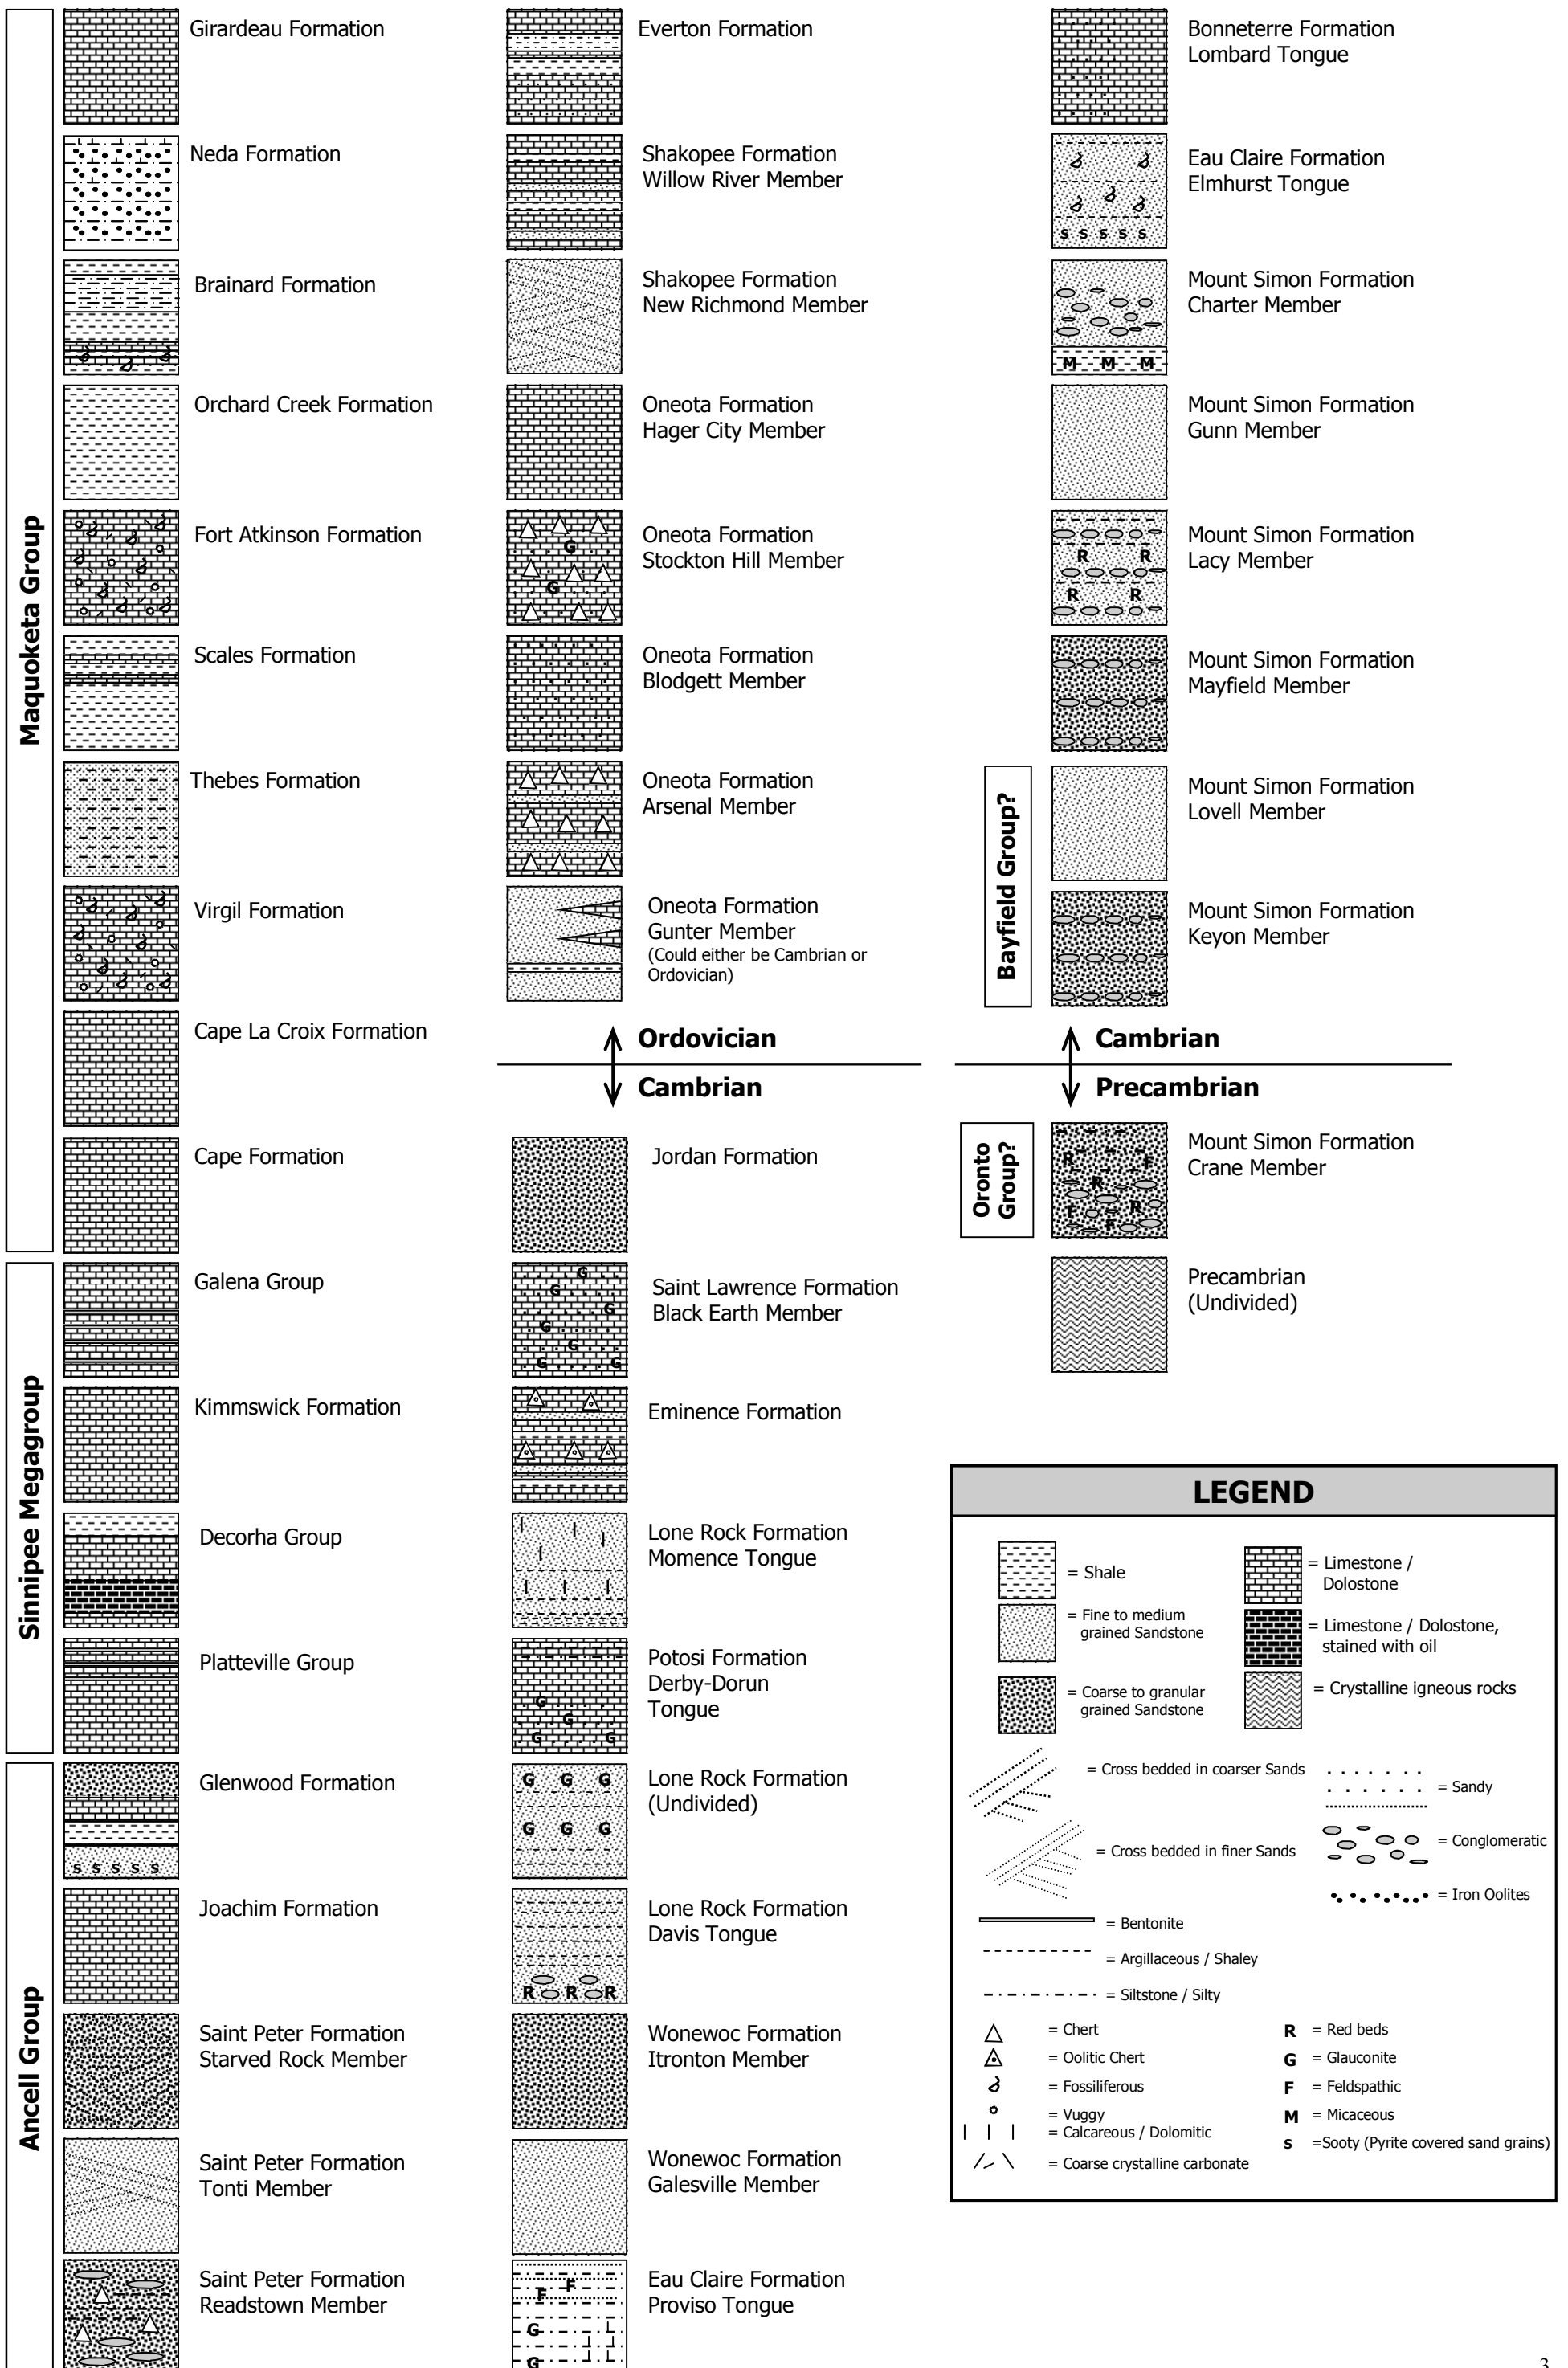 Maquoketa Group
Girardeau Formation
Neda Formation
Brainard Formation
Orchard Creek Formation
Fort Atkinson Formation
Scales Formation
Thebes Formation
Virgil Formation
Cape La Croix Formation
Cape Formation
Sinnipee Megagroup
Galena Group
Kimmswick Formation
Decorha Group
Platteville Group
Ancell Group
Glenwood Formation
S S S S S
Joachim Formation
Saint Peter Formation
Starved Rock Member
Saint Peter Formation
Tonti Member
Saint Peter Formation
Readstown Member
Everton Formation
Shakopee Formation
Willow River Member
Shakopee Formation
New Richmond Member
Oneota Formation
Hager City Member
Oneota Formation
Stockton Hill Member
G
G
Oneota Formation
Blodgett Member
Oneota Formation
Arsenal Member
Oneota Formation
Gunter Member
(Could either be Cambrian or
Ordovician)
Ordovician
Cambrian
Jordan Formation
Saint Lawrence Formation
Black Earth Member
G
G
G
G
G
G G
Eminence Formation
Lone Rock Formation
Momence Tongue
Potosi Formation
Derby-Dorun
Tongue
G
G
G G
Lone Rock Formation
(Undivided)
G G G
G G G
Lone Rock Formation
Davis Tongue
R R R
Wonewoc Formation
Itronton Member
Wonewoc Formation
Galesville Member
Eau Claire Formation
Proviso Tongue
F F
G
G
Bonneterre Formation
Lombard Tongue
Eau Claire Formation
Elmhurst Tongue
S S S S S
Mount Simon Formation
Charter Member
M M M
Mount Simon Formation
Gunn Member
Mount Simon Formation
Lacy Member
R R
R R
Mount Simon Formation
Mayfield Member
Bayfield Group?
Mount Simon Formation
Lovell Member
Mount Simon Formation
Keyon Member
Cambrian
Precambrian
Oronto
Group?
Mount Simon Formation
Crane Member
R F
R
F R
F
Precambrian
(Undivided)
LEGEND
= Shale
= Fine to medium
grained Sandstone
= Coarse to granular
grained Sandstone
= Limestone /
Dolostone
= Limestone / Dolostone,
stained with oil
= Crystalline igneous rocks
= Cross bedded in coarser Sands
= Cross bedded in finer Sands
= Sandy
= Conglomeratic
= Iron Oolites
= Bentonite
= Argillaceous / Shaley
= Siltstone / Silty
= Chert
= Oolitic Chert
= Fossiliferous
= Vuggy
= Calcareous / Dolomitic
= Coarse crystalline carbonate
R = Red beds
G = Glauconite
F = Feldspathic
M = Micaceous
S =Sooty (Pyrite covered sand grains)
3